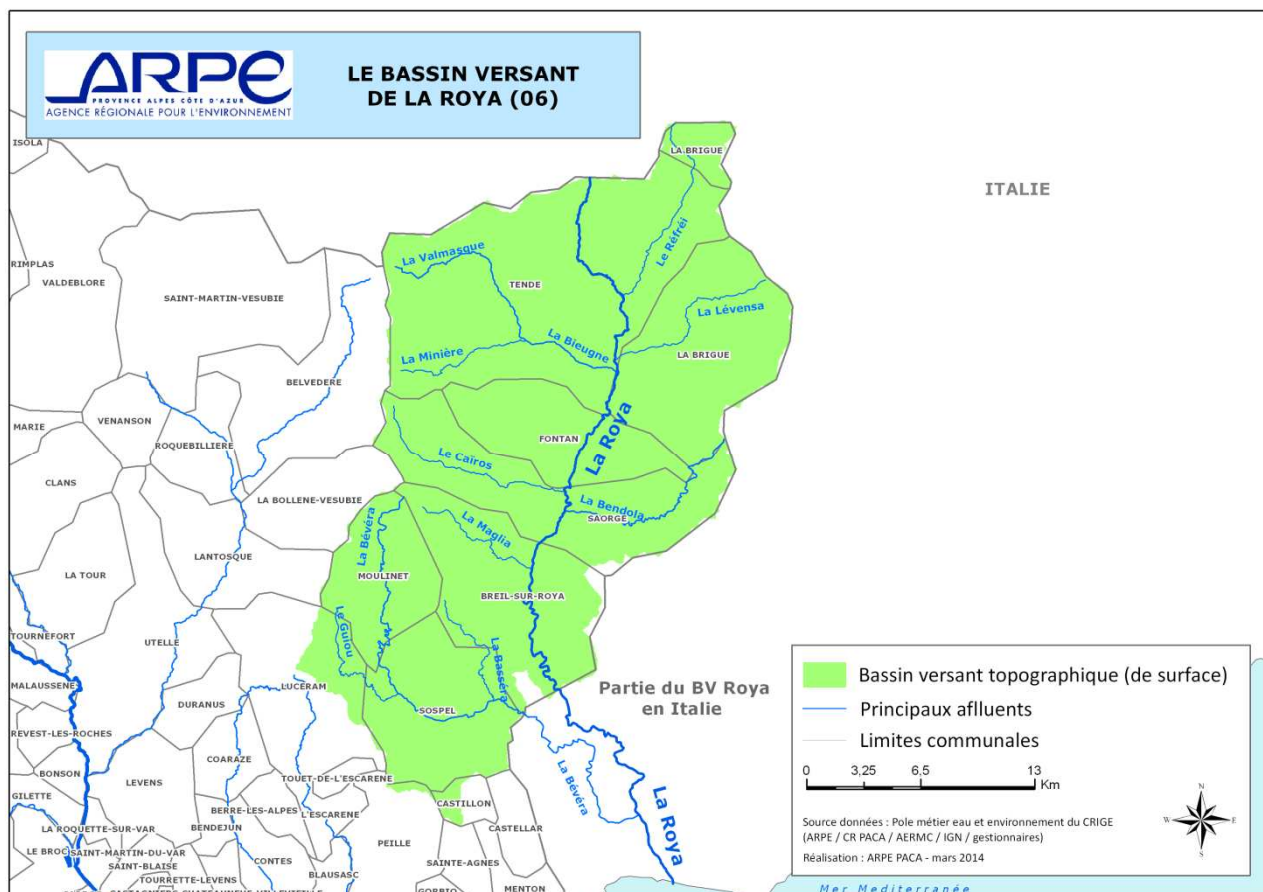 ARPE
PROVENCE ALPES CÔTE D'AZUR
AGENCE RÉGIONALE POUR L'ENVIRONNEMENT
LE BASSIN VERSANT
DE LA ROYA (06)
ISOLA
LA BRIGUE
ITALIE
Le Réfréi
La Valmasque
RIMPLAS
VALDEBLORE
TENDE
SAINT-MARTIN-VESUBIE
La Lévensa
La Bieugne
La Minière
LA BRIGUE
BELVEDERE
VENANSON
MARIE
ROQUEBILLIERE
FONTAN
La Roya
Le Caïros
CLANS
LA BOLLENE-VESUBIE
La Bendola
SAORGE
La Bévéra
La Maglia
LANTOSQUE
LA TOUR
MOULINET
BREIL-SUR-ROYA
TOURNEFORT
UTELLE
Le Guiou
La Basséra
MALAUSSENE
LUCERAM
Partie du BV Roya
en Italie
DURANUS
SOSPEL
REVEST-LES-ROCHES
COARAZE
BONSON
LEVENS
TOUET-DE-L'ESCARENE
La Bévéra
La Roya
GILETTE
BERRE-LES-ALPES
L'ESCARENE
CASTILLON
LA ROQUETTE-SUR-VAR
BENDEJUN
CASTELLAR
PEILLE
LE BROC
SAINT-MARTIN-DU-VAR
SAINT-BLAISE
CONTES
SAINTE-AGNES
BLAUSASC
TOURRETTE-LEVENS
GORBIO
MENTON
Mer Mediterranée
Bassin versant topographique (de surface)
Principaux afluents
Limites communales
0 3,25 6,5 13
Km
N
W E
S
Source données : Pole métier eau et environnement du CRIGE
(ARPE / CR PACA / AERMC / IGN / gestionnaires)
Réalisation : ARPE PACA - mars 2014